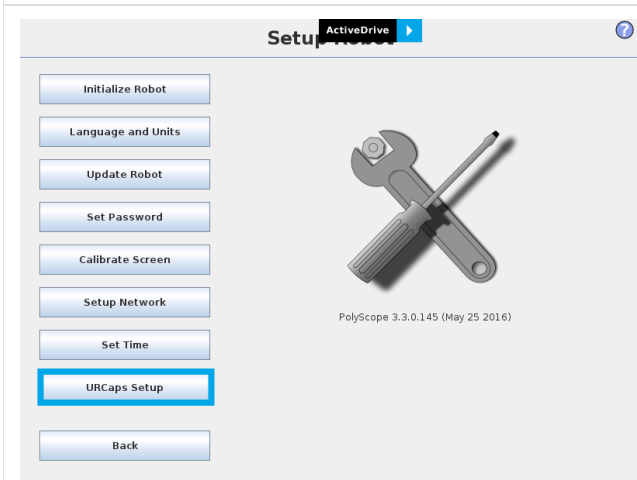 Setup Robot
ActiveDrive
?
Initialize Robot
Language and Units
Update Robot
Set Password
Calibrate Screen
Setup Network
Set Time
URCaps Setup
Back
PolyScope 3.3.0.145 (May 25 2016)